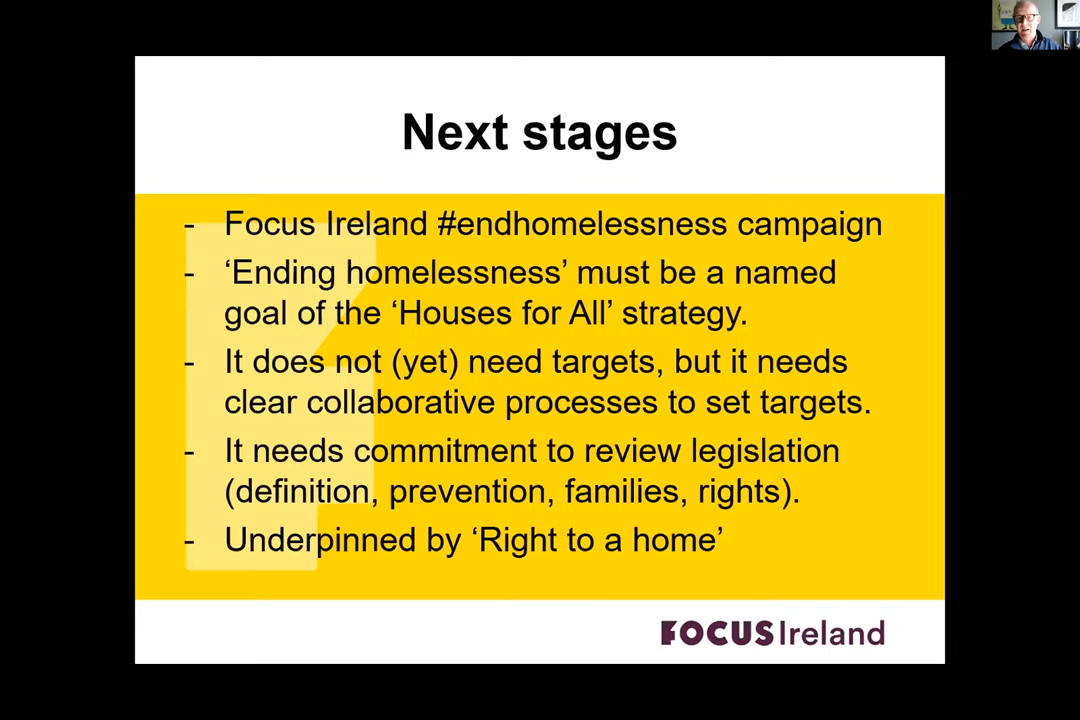 Next stages
- Focus Ireland #endhomelessness campaign
- ‘Ending homelessness’ must be a named
goal of the ‘Houses for All’ strategy.
- It does not (yet) need targets, but it needs
clear collaborative processes to set targets.
- It needs commitment to review legislation
(definition, prevention, families, rights).
- Underpinned by ‘Right to a home’
FOCUS Ireland